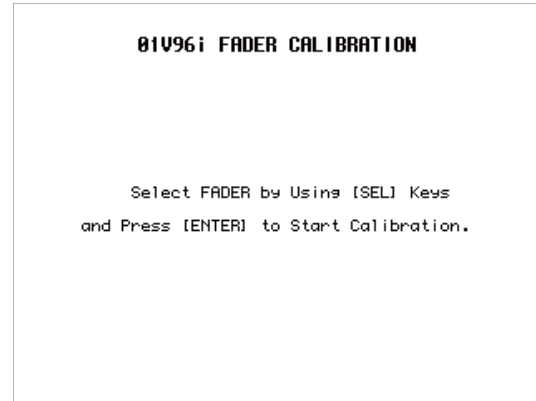 01V96i FADER CALIBRATION
Select FADER by Using [SEL] Keys
and Press [ENTER] to Start Calibration.